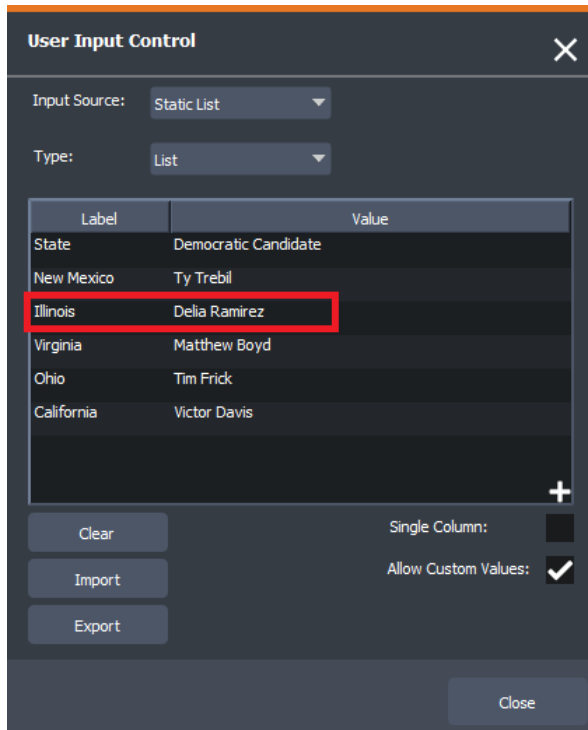 User Input Control
Input Source: Static List
Type: List
Label Value
State Democratic Candidate
New Mexico Ty Trebil
Illinois Delia Ramirez
Virginia Matthew Boyd
Ohio Tim Frick
California Victor Davis
Clear Single Column:
Import Allow Custom Values:
Export
Close